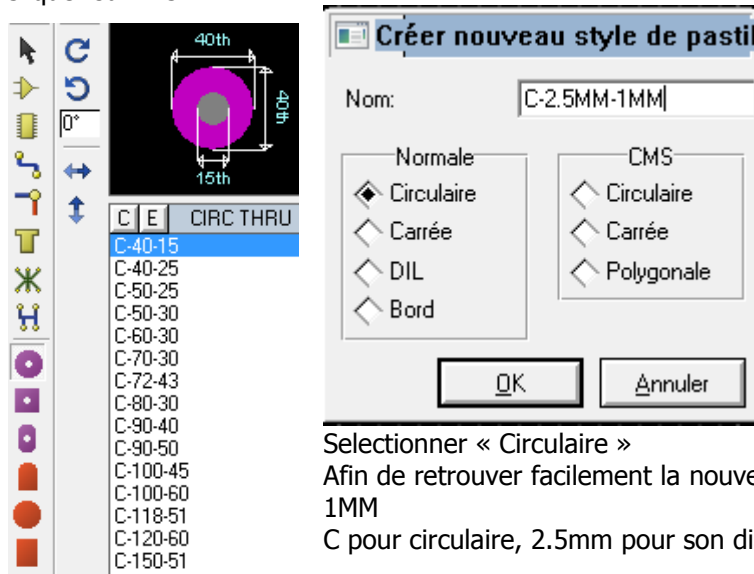 40th
40th
15th
0°
C E CIRC THRU
C-40-15
C-40-25
C-50-25
C-50-30
C-60-30
C-70-30
C-72-43
C-80-30
C-90-40
C-90-50
C-100-45
C-100-60
C-118-51
C-120-60
C-150-51
Créer nouveau style de pastil
Nom: C-2.5MM-1MM
Normale
Circulaire
Carrée
DIL
Bord
CMS
Circulaire
Carrée
Polygonale
OK
Annuler
Selectionner « Circulaire »
Afin de retrouver facilement la nouve
1MM
C pour circulaire, 2.5mm pour son di